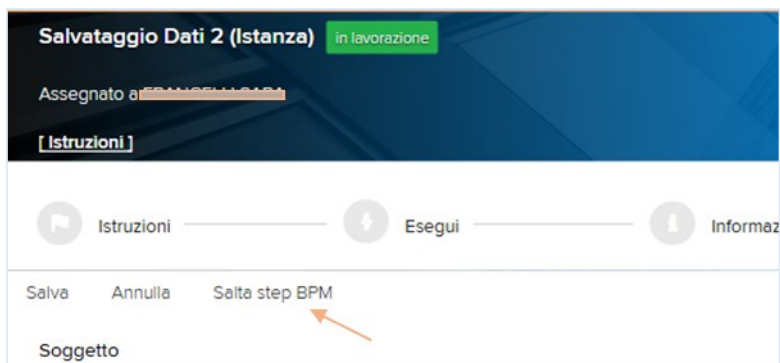 Salvataggio Dati 2 (Istanza) in lavorazione
Assegnato a
[ Istruzioni ]
Istruzioni Esegui Informaz
Salva Annulla Salta step BPM
Soggetto